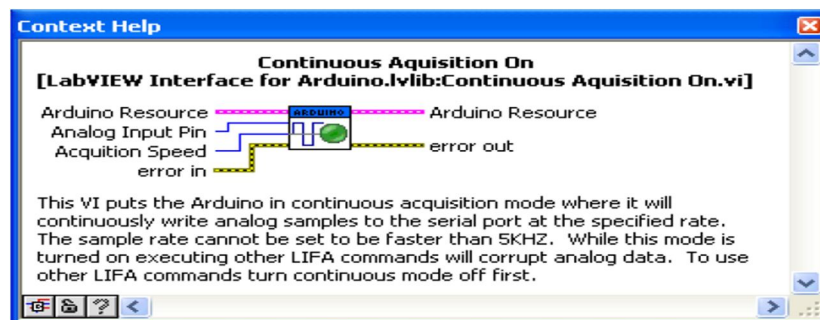 Context Help
Continuous Aquisition On
[LabVIEW Interface for Arduino.lvlib:Continuous Aquisition On.vi]
Arduino Resource ARDUINO Arduino Resource
Analog Input Pin
Acquition Speed error out
error in
This VI puts the Arduino in continuous acquisition mode where it will
continuously write analog samples to the serial port at the specified rate.
The sample rate cannot be set to be faster than 5KHZ.  While this mode is
turned on executing other LIFA commands will corrupt analog data.  To use
other LIFA commands turn continuous mode off first.
?